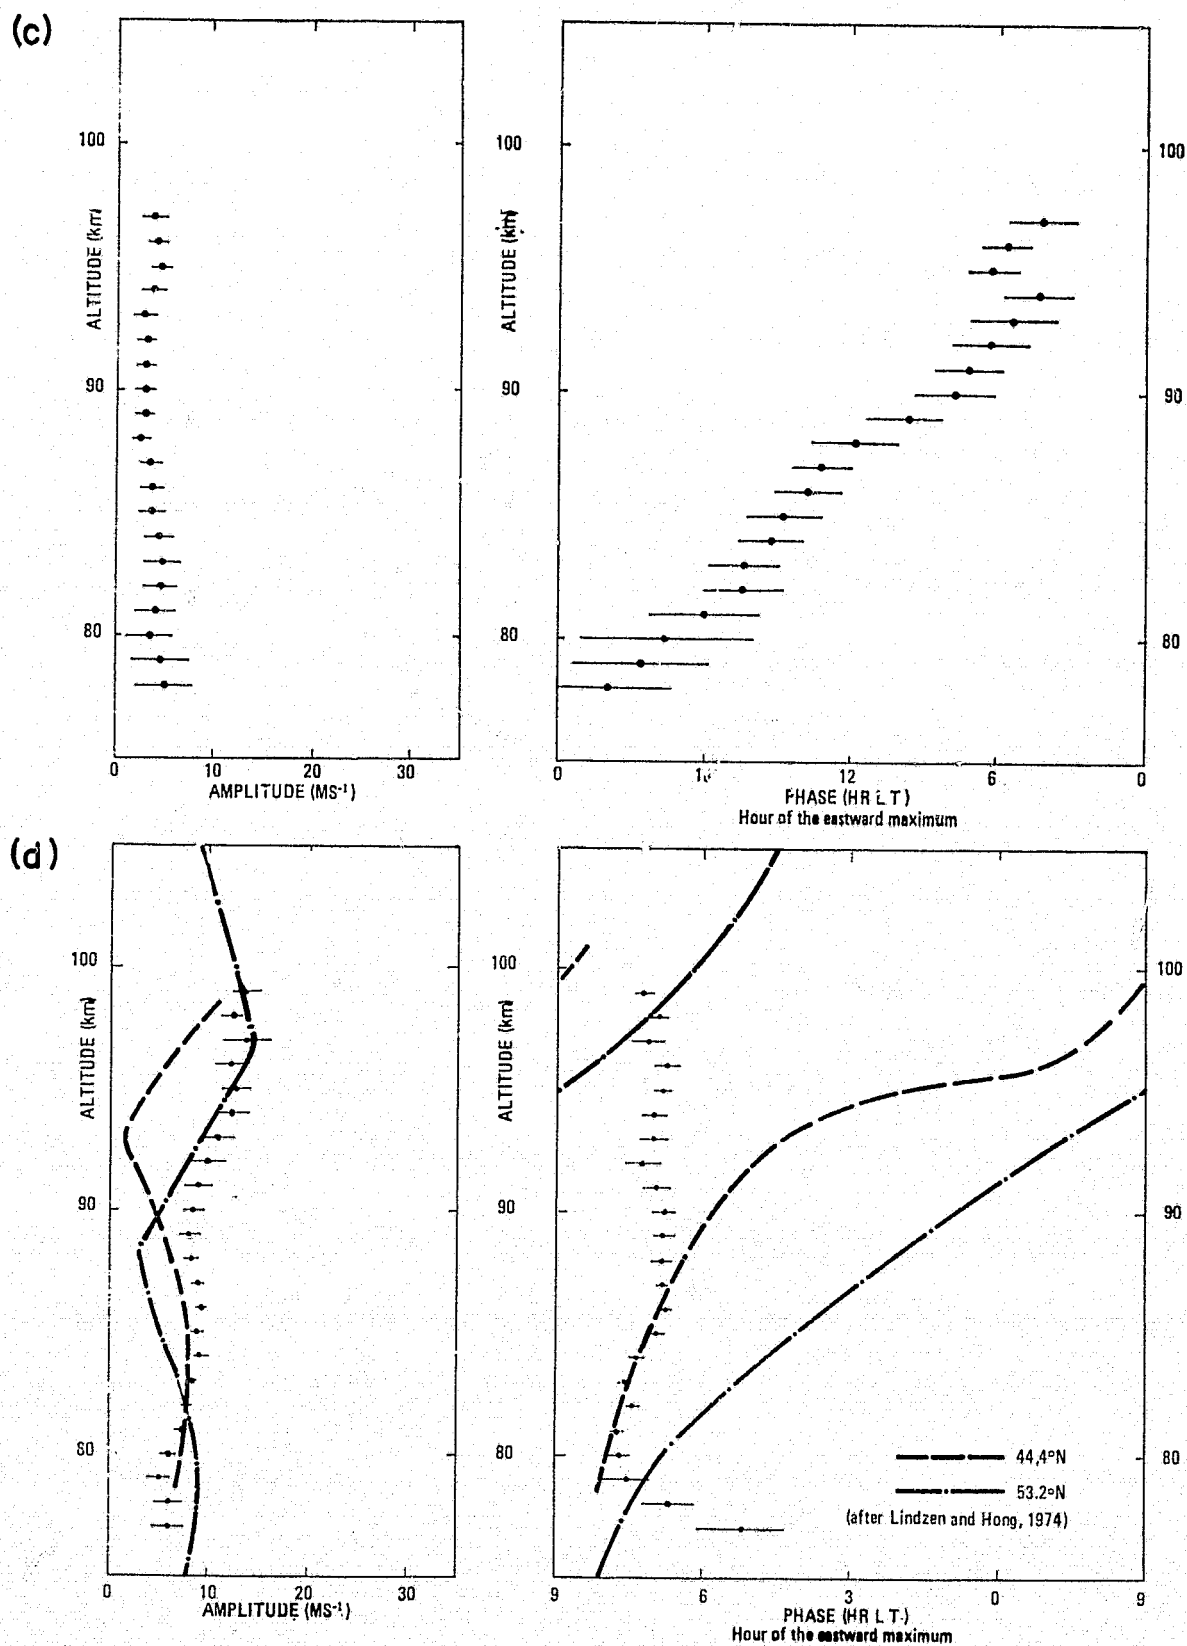 (c)
100
90
80
ALTITUDE (km)
0 10 20 30
AMPLITUDE (MS-1)
100
90
80
ALTITUDE (km)
100
90
80
0 12 6 0
PHASE (HR L T)
Hour of the eastward maximum
(d)
100
90
80
ALTITUDE (km)
0 10 20 30
AMPLITUDE (MS-1)
100
90
80
ALTITUDE (km)
100
90
80
44,4°N
53.2°N
(after Lindzen and Hong, 1974)
9 6 3 0 9
PHASE (HR L T.)
Hour of the eastward maximum